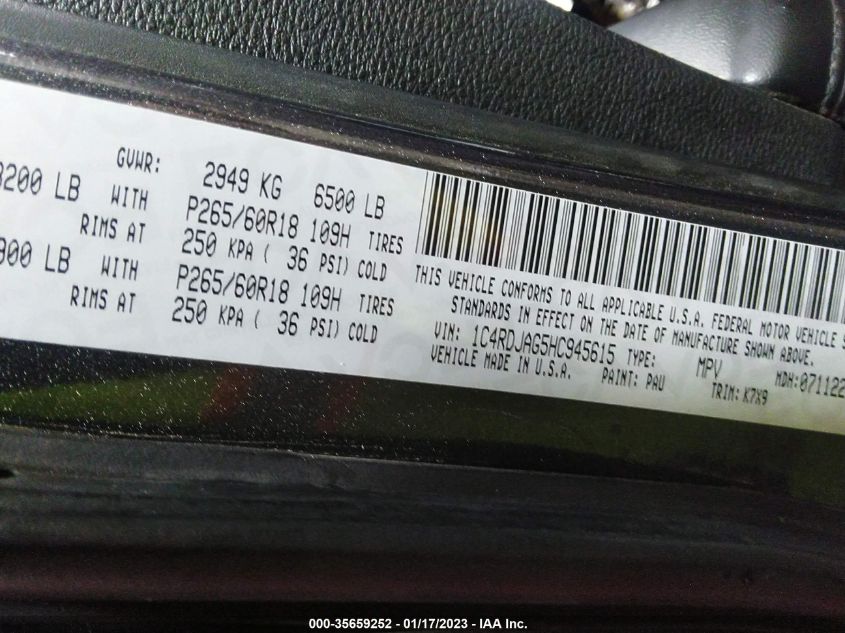 GVWR: 2949 KG 6500 LB
LB WITH P265/60R18 109H TIRES
RIMS AT 250 KPA ( 36 PSI) COLD
LB WITH P265/60R18 109H TIRES
RIMS AT 250 KPA ( 36 PSI) COLD
THIS VEHICLE CONFORMS TO ALL APPLICABLE U.S.A. FEDERAL MOTOR VEHICLE
STANDARDS IN EFFECT ON THE DATE OF MANUFACTURE SHOWN ABOVE.
VIN: 1C4RDJAG5HC945615 TYPE: MPV
VEHICLE MADE IN U.S.A. PAINT: PAU MDH:071122
TRIM: K7X9
000-35659252 - 01/17/2023 - IAA Inc.